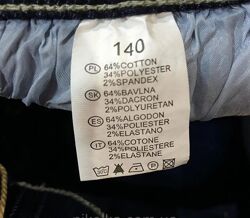 140
PL 64%COTTON
34%POLYESTER
2%SPANDEX
SK 64%BAVLNA
34%DACRON
2%POLYURETAN
ES 64%ALGODON
34%POLIESTER
2%ELASTANO
IT 64%COTONE
34%POLIESTERE
2%ELASTANE